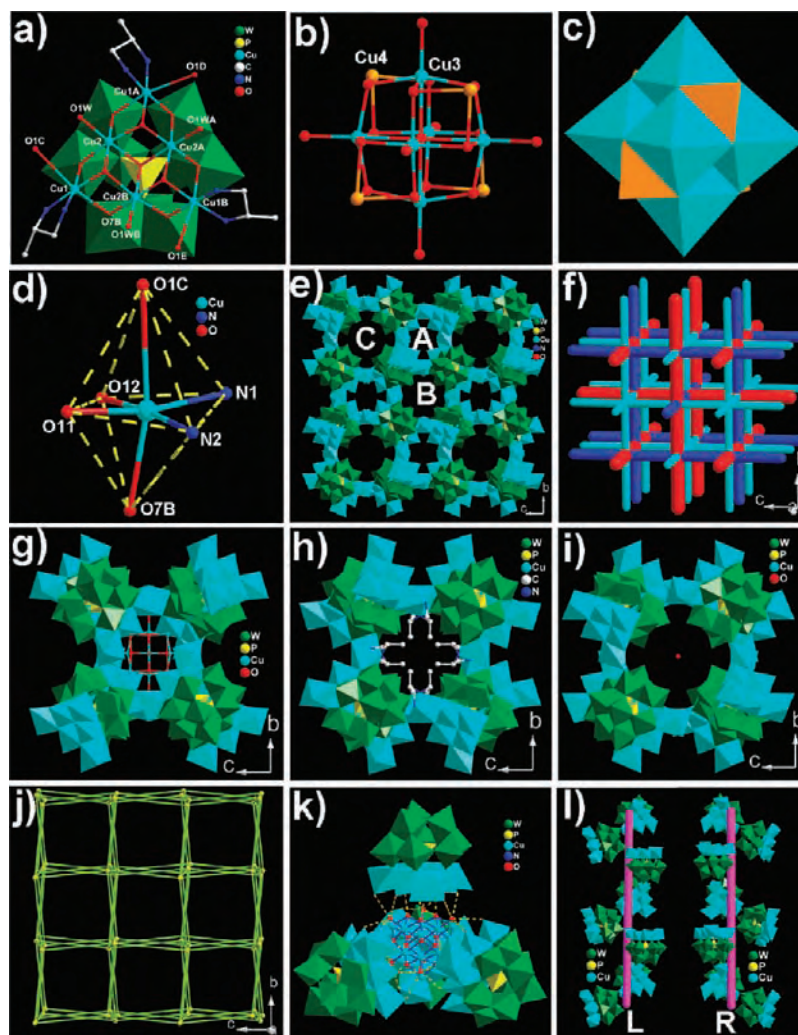 a)
W
P
Cu
C
N
O
O1D
Cu1A
O1W
O1WA
O1C
Cu2
Cu2A
Cu1
Cu2B
Cu1B
O7B
O1WB
O1E
b)
Cu4
Cu3
c)
d)
O1C
Cu
N
O
O12
N1
O11
N2
O7B
e)
C
A
B
W
P
Cu
N
O
b
c
f)
c
g)
W
P
Cu
O
b
c
h)
W
P
Cu
C
N
b
c
i)
W
P
Cu
O
b
c
j)
b
c
k)
W
P
Cu
N
O
l)
W
P
Cu
W
P
Cu
L
R